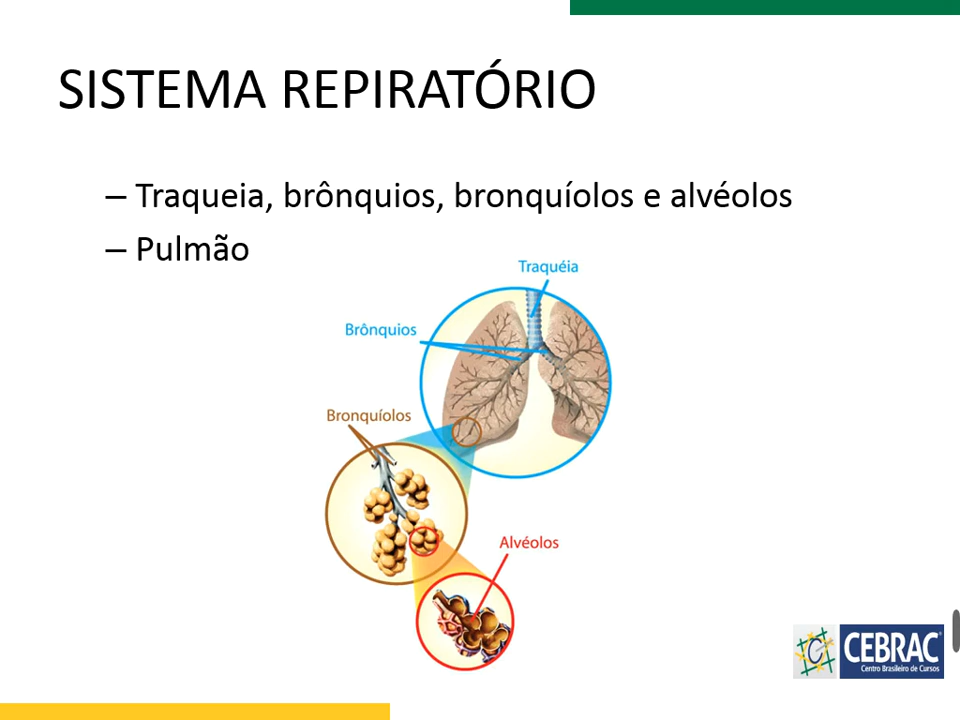 SISTEMA REPIRATÓRIO
– Traqueia, brônquios, bronquíolos e alvéolos
– Pulmão
Traquéia
Brônquios
Bronquíolos
Alvéolos
CEBRAC®
Centro Brasileiro de Cursos